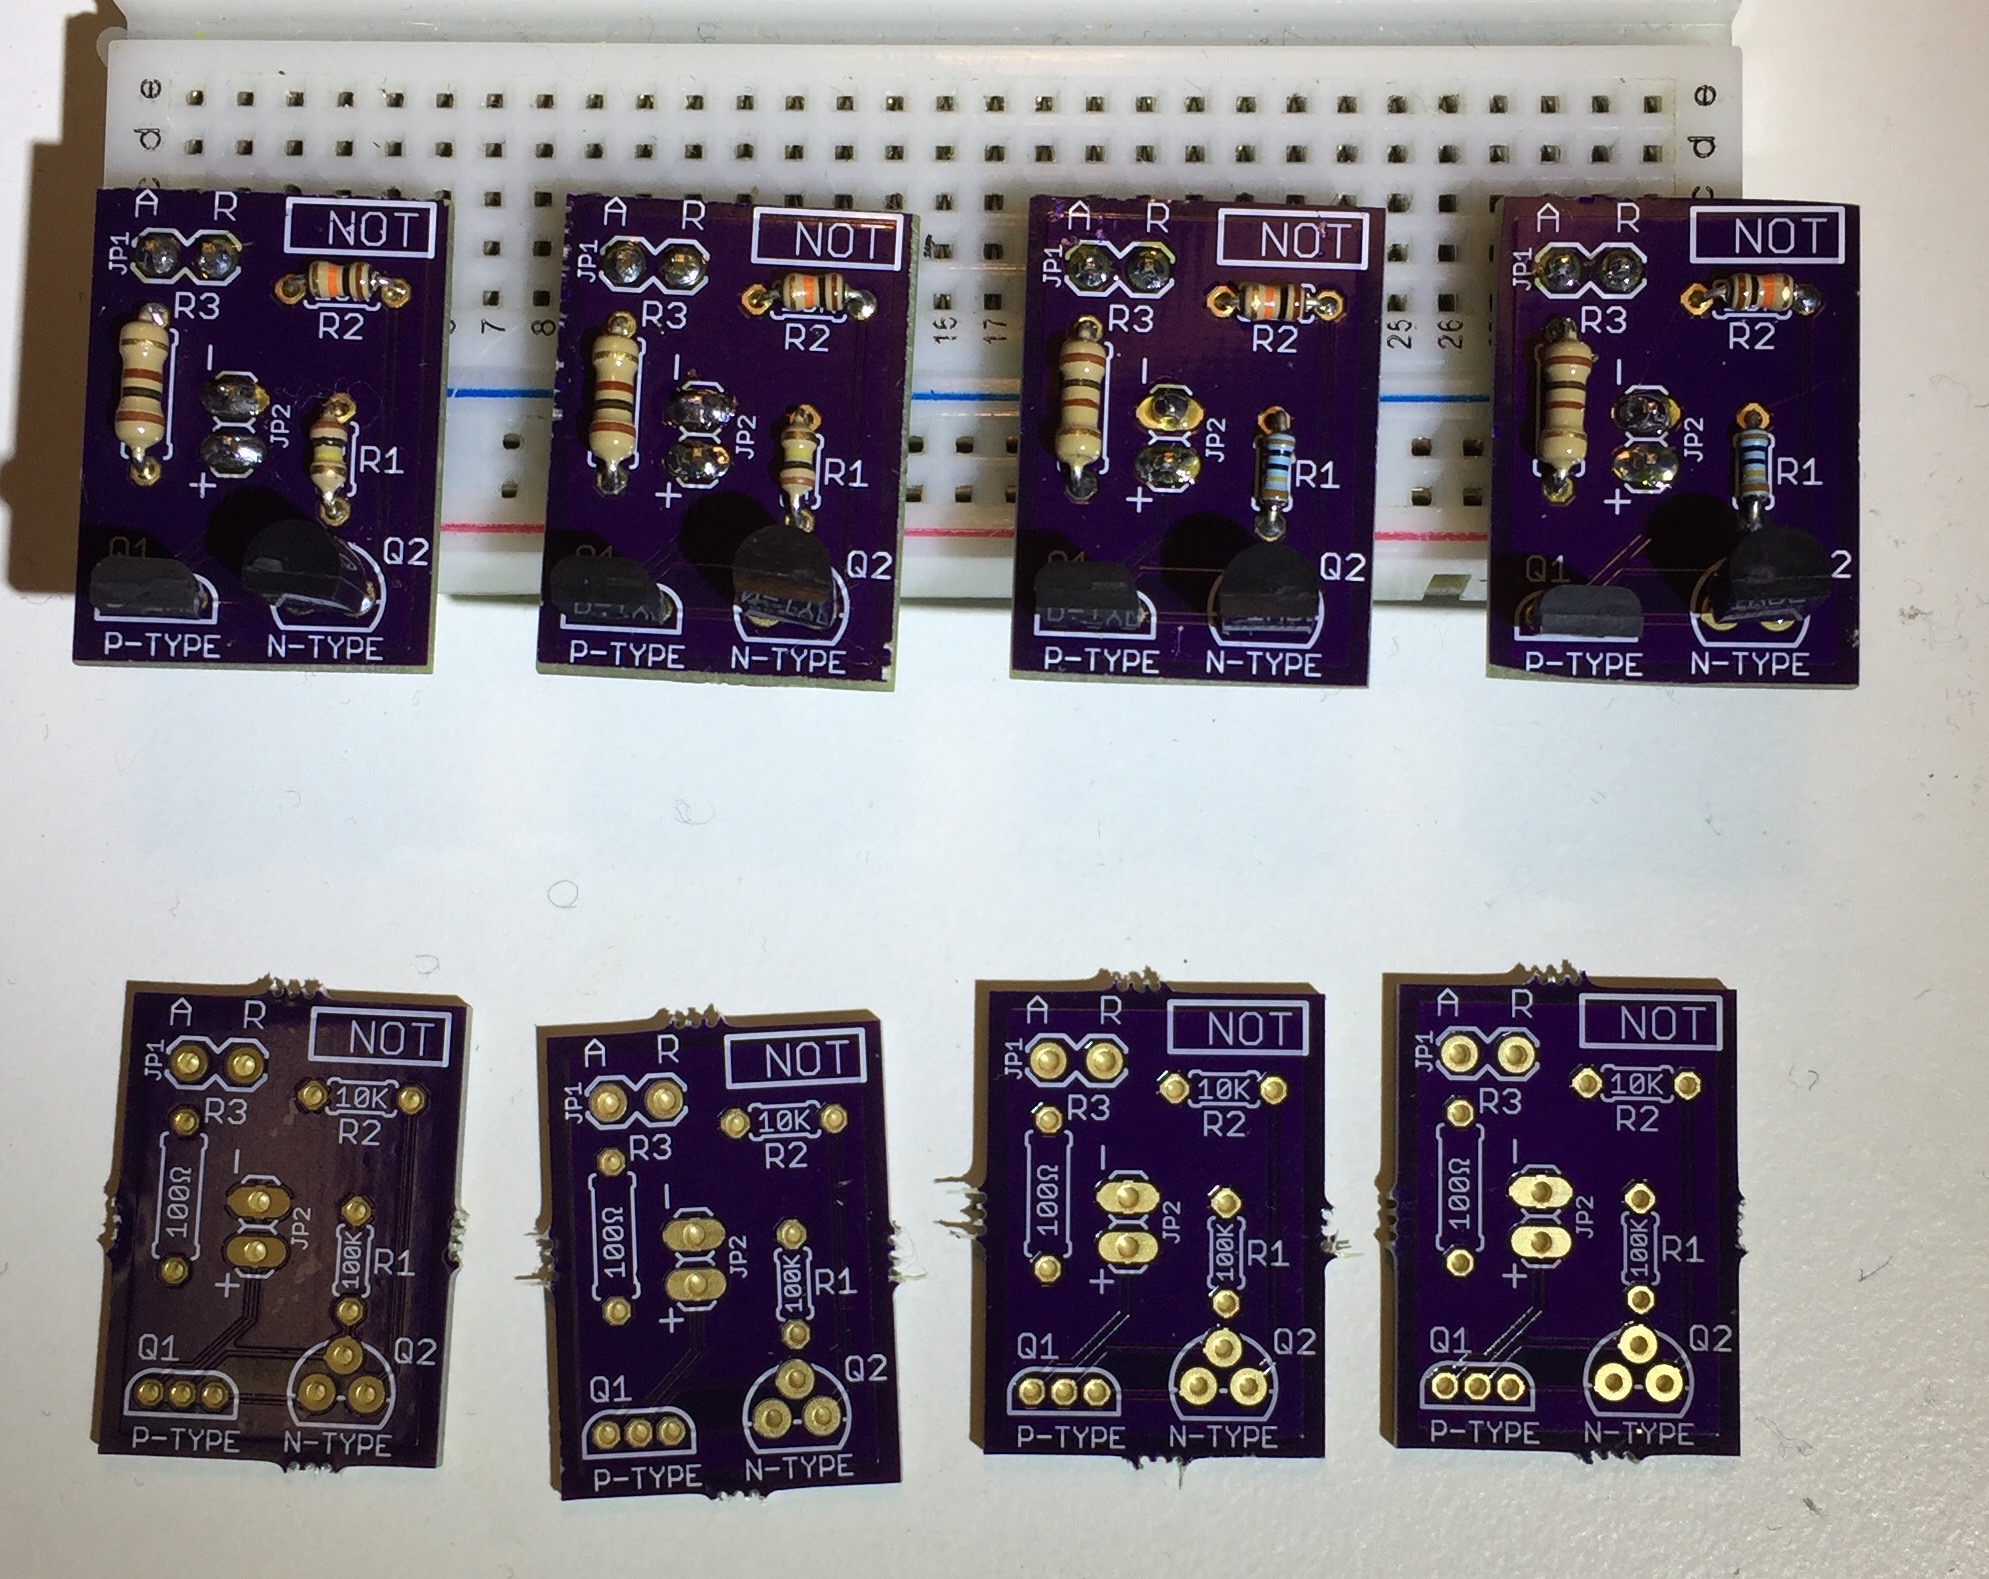 e e
d d
c c
A R NOT
JP1
R3
R2
-
JP2
R1
+
Q1
Q2
P-TYPE
N-TYPE
7 8
A R NOT
JP1
R3
R2
-
JP2
R1
+
Q2
P-TYPE
N-TYPE
16 17
A R NOT
JP1
R3
R2
-
JP2
R1
+
Q2
P-TYPE
N-TYPE
25 26
A R NOT
JP1
R3
R2
-
JP2
R1
+
Q1
2
P-TYPE
N-TYPE
A R NOT
JP1
10K
R3
R2
100Ω
-
JP2
100K
R1
+
Q1
Q2
P-TYPE
N-TYPE
A R NOT
JP1
10K
R3
R2
100Ω
-
JP2
100K
R1
+
Q1
Q2
P-TYPE
N-TYPE
A R NOT
JP1
10K
R3
R2
100Ω
-
JP2
100K
R1
+
Q1
Q2
P-TYPE
N-TYPE
A R NOT
JP1
10K
R3
R2
100Ω
-
JP2
100K
R1
+
Q1
Q2
P-TYPE
N-TYPE